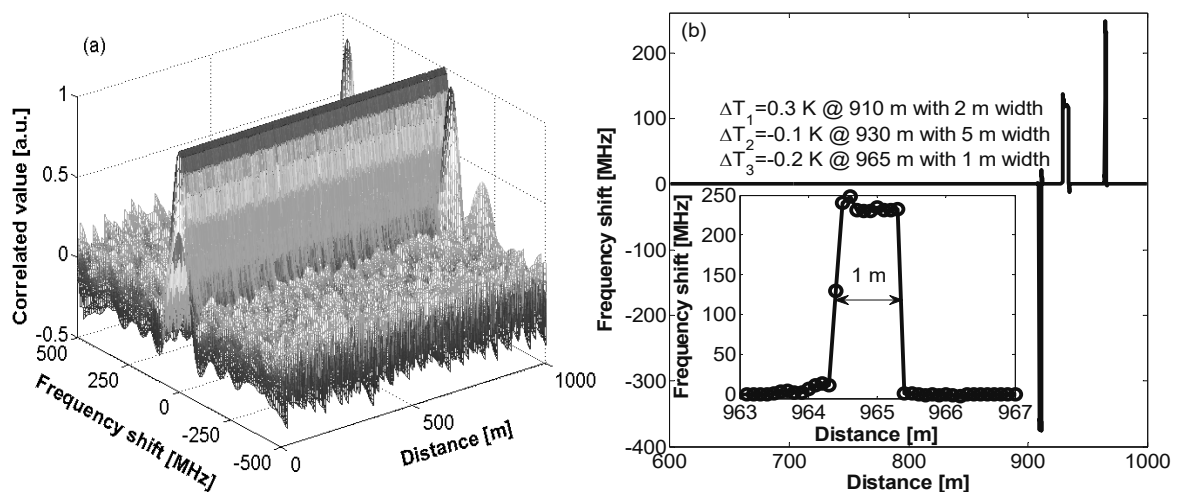 (a)
Correlated value [a.u.]
1
0.5
0
-0.5
500
250
0
-250
-500
Frequency shift [MHz]
0
500
1000
Distance [m]
(b)
Frequency shift [MHz]
200
100
0
-100
-200
-300
-400
600
700
800
900
1000
Distance [m]
ΔT1=0.3 K @ 910 m with 2 m width
ΔT2=-0.1 K @ 930 m with 5 m width
ΔT3=-0.2 K @ 965 m with 1 m width
Frequency shift [MHz]
250
200
150
100
50
0
1 m
963
964
965
966
967
Distance [m]